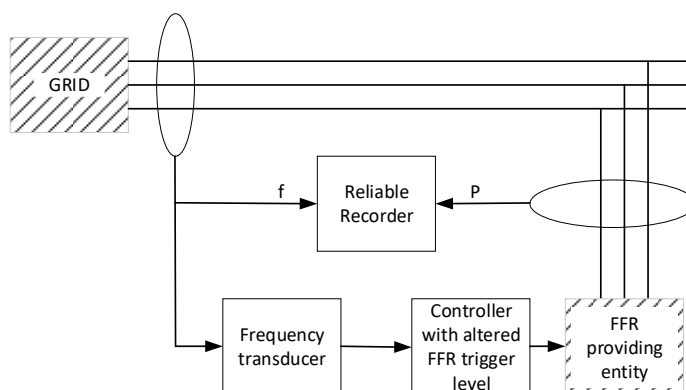 GRID
f
Reliable
Recorder
P
Frequency
transducer
Controller
with altered
FFR trigger
level
FFR
providing
entity